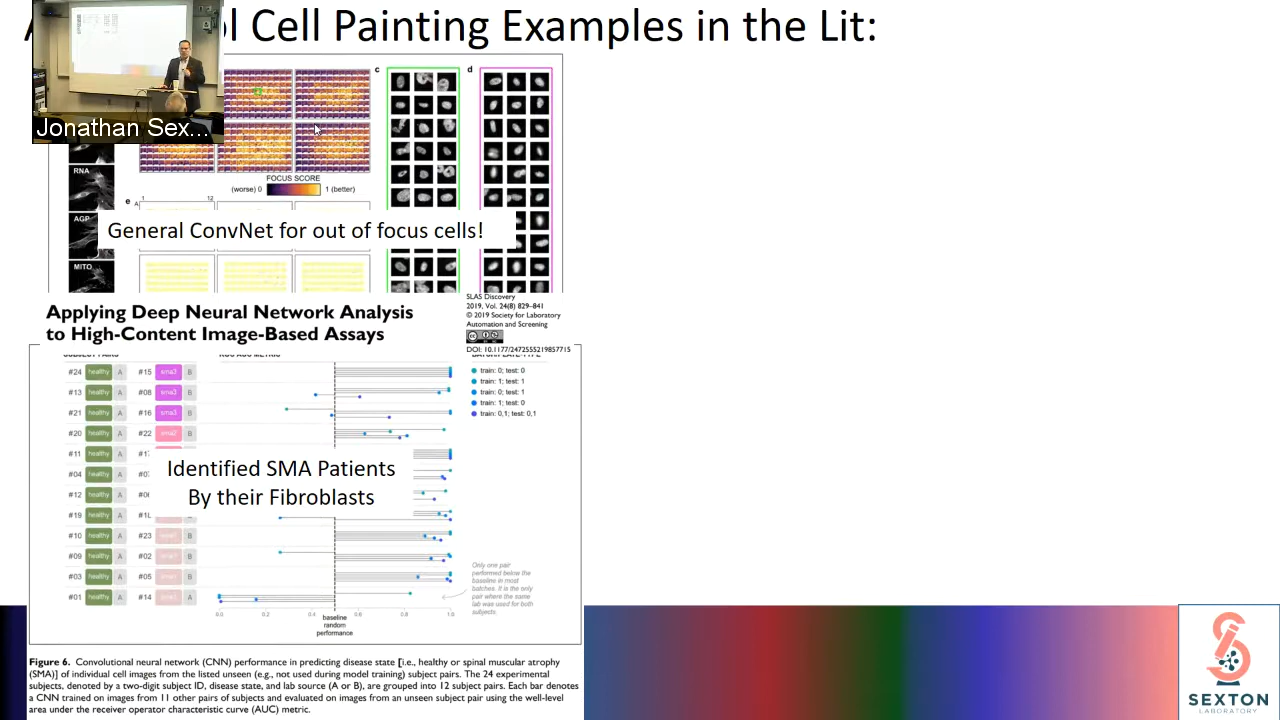 l Cell Painting Examples in the Lit:
Jonathan Sex...
c
d
RNA
AGP
MITO
FOCUS SCORE
(worse) 0
1 (better)
e
1
12
A
General ConvNet for out of focus cells!
Applying Deep Neural Network Analysis
to High-Content Image-Based Assays
SLAS Discovery
2019, Vol. 24(8) 829–841
© 2019 Society for Laboratory
Automation and Screening
DOI: 10.1177/2472555219857715
train: 0; test: 0
train: 1; test: 1
train: 0; test: 1
train: 1; test: 0
train: 0,1; test: 0,1
#24 healthy A #15 sma3 B
#13 healthy A #08 sma3 B
#21 healthy A #16 sma3 B
#20 healthy A #22 sma2 B
#11 healthy A
#04 healthy A
#12 healthy A
#19 healthy A
#10 healthy A #23 B
#09 healthy A #02 B
#03 healthy A #05 B
#01 healthy A #14 A
Identified SMA Patients
By their Fibroblasts
Only one pair
performed below the
baseline in most
batches. It is the only
pair where the same
lab was used for both
subjects.
0.0 0.2 0.4 0.6 0.8 1.0
baseline
random
performance
Figure 6. Convolutional neural network (CNN) performance in predicting disease state [i.e., healthy or spinal muscular atrophy
(SMA)] of individual cell images from the listed unseen (e.g., not used during model training) subject pairs. The 24 experimental
subjects, denoted by a two-digit subject ID, disease state, and lab source (A or B), are grouped into 12 subject pairs. Each bar denotes
a CNN trained on images from 11 other pairs of subjects and evaluated on images from an unseen subject pair using the well-level
area under the receiver operator characteristic curve (AUC) metric.
SEXTON
LABORATORY